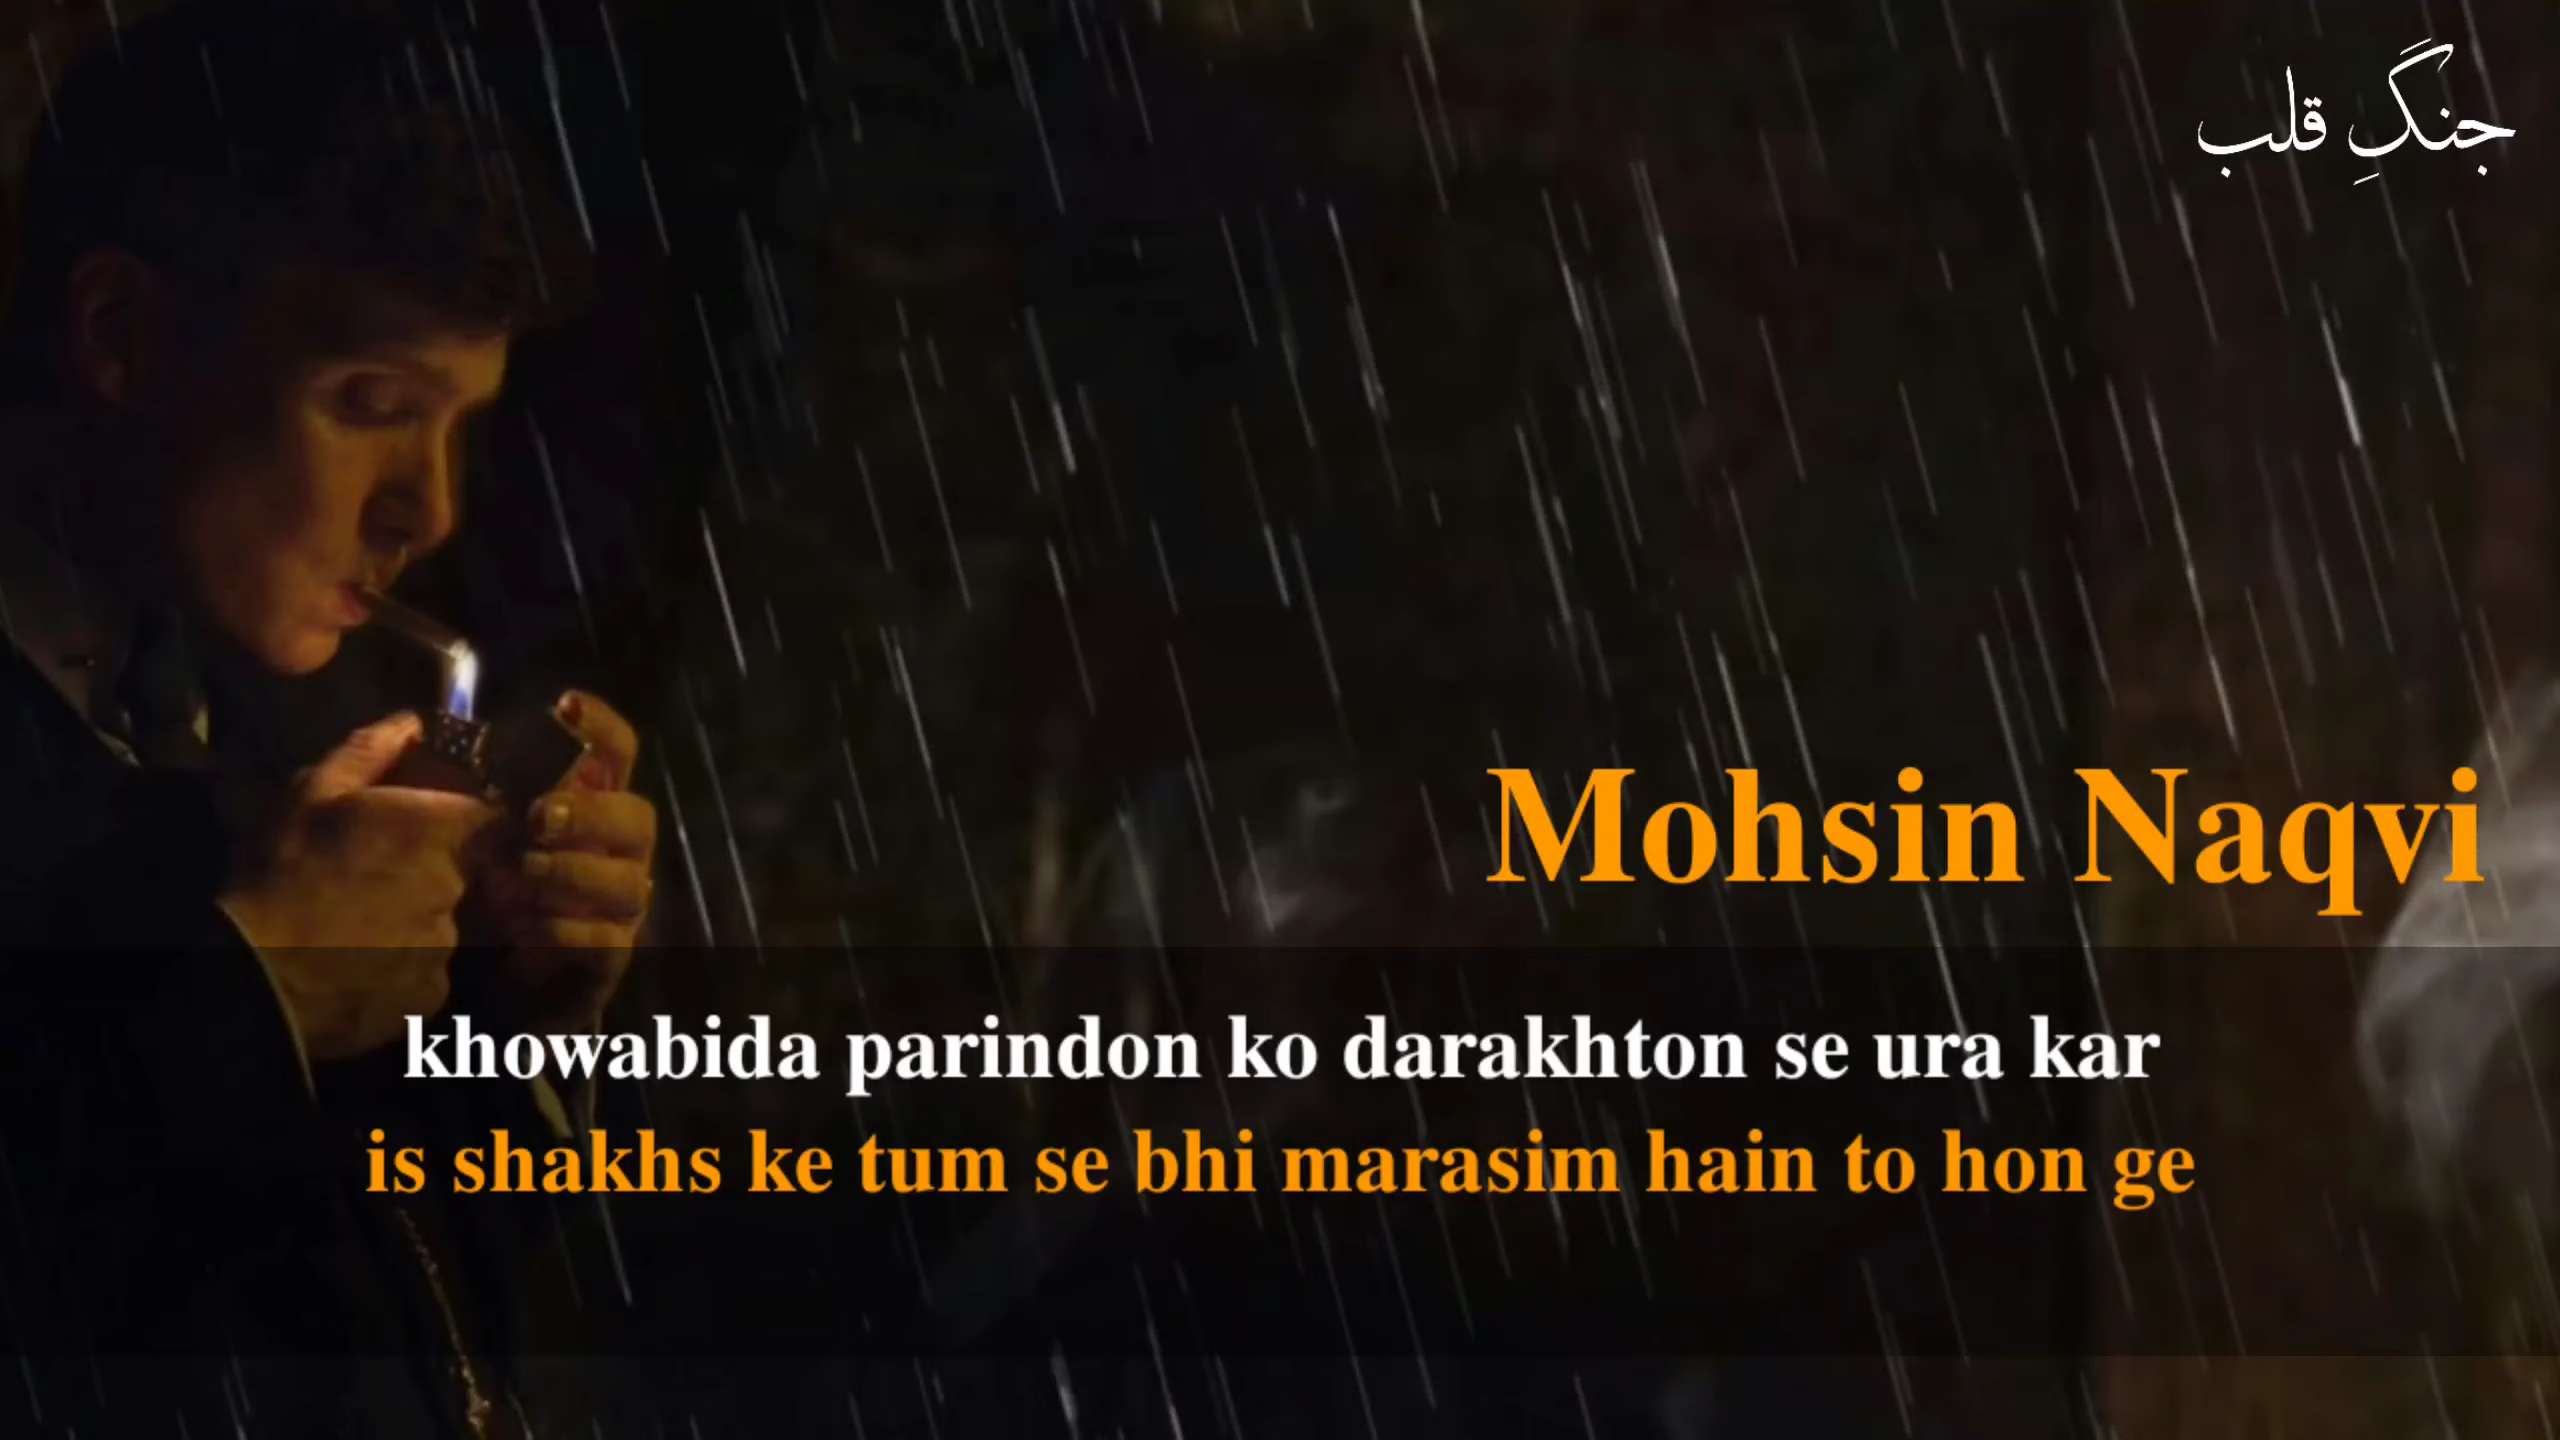 جنگِ قلب
Mohsin Naqvi
khowabida parindon ko darakhton se ura kar
is shakhs ke tum se bhi marasim hain to hon ge